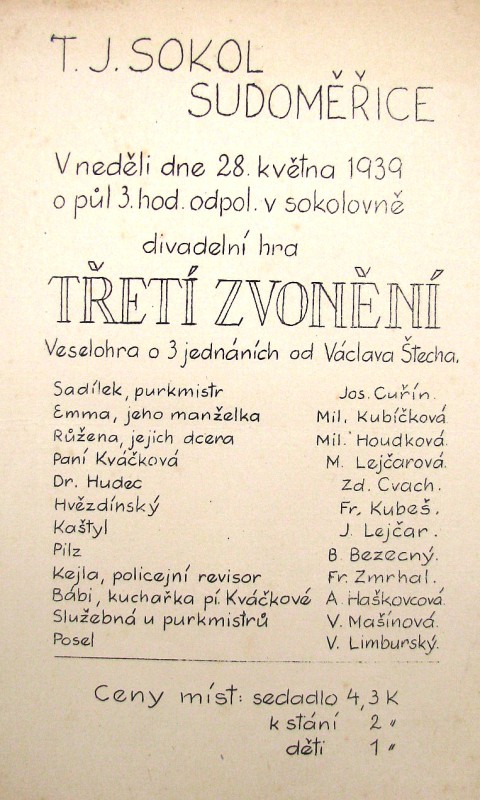 T. J. SOKOL
SUDOMĚŘICE
V neděli dne 28. května 1939
o půl 3. hod. odpol. v sokolovně
divadelní hra
TŘETÍ ZVONĚNÍ
Veselohra o 3 jednáních od Václava Štecha.
Sadílek, purkmistr Jos. Cuřín.
Emma, jeho manželka Mil. Kubíčková
Růžena, jejich dcera Mil. Houdková.
Paní Kváčková M. Lejčarová.
Dr. Hudec Zd. Cvach.
Hvězdínský Fr. Kubeš.
Kaštyl J. Lejčar.
Pilz B. Bezecný.
Kejla, policejní revisor Fr. Zmrhal.
Bábi, kuchařka pí. Kváčkové A. Haškovcová.
Služebná u purkmistrů V. Mašínová.
Posel V. Limburský.
Ceny míst: sedadlo 4,3 K
k stání 2 "
děti 1 "